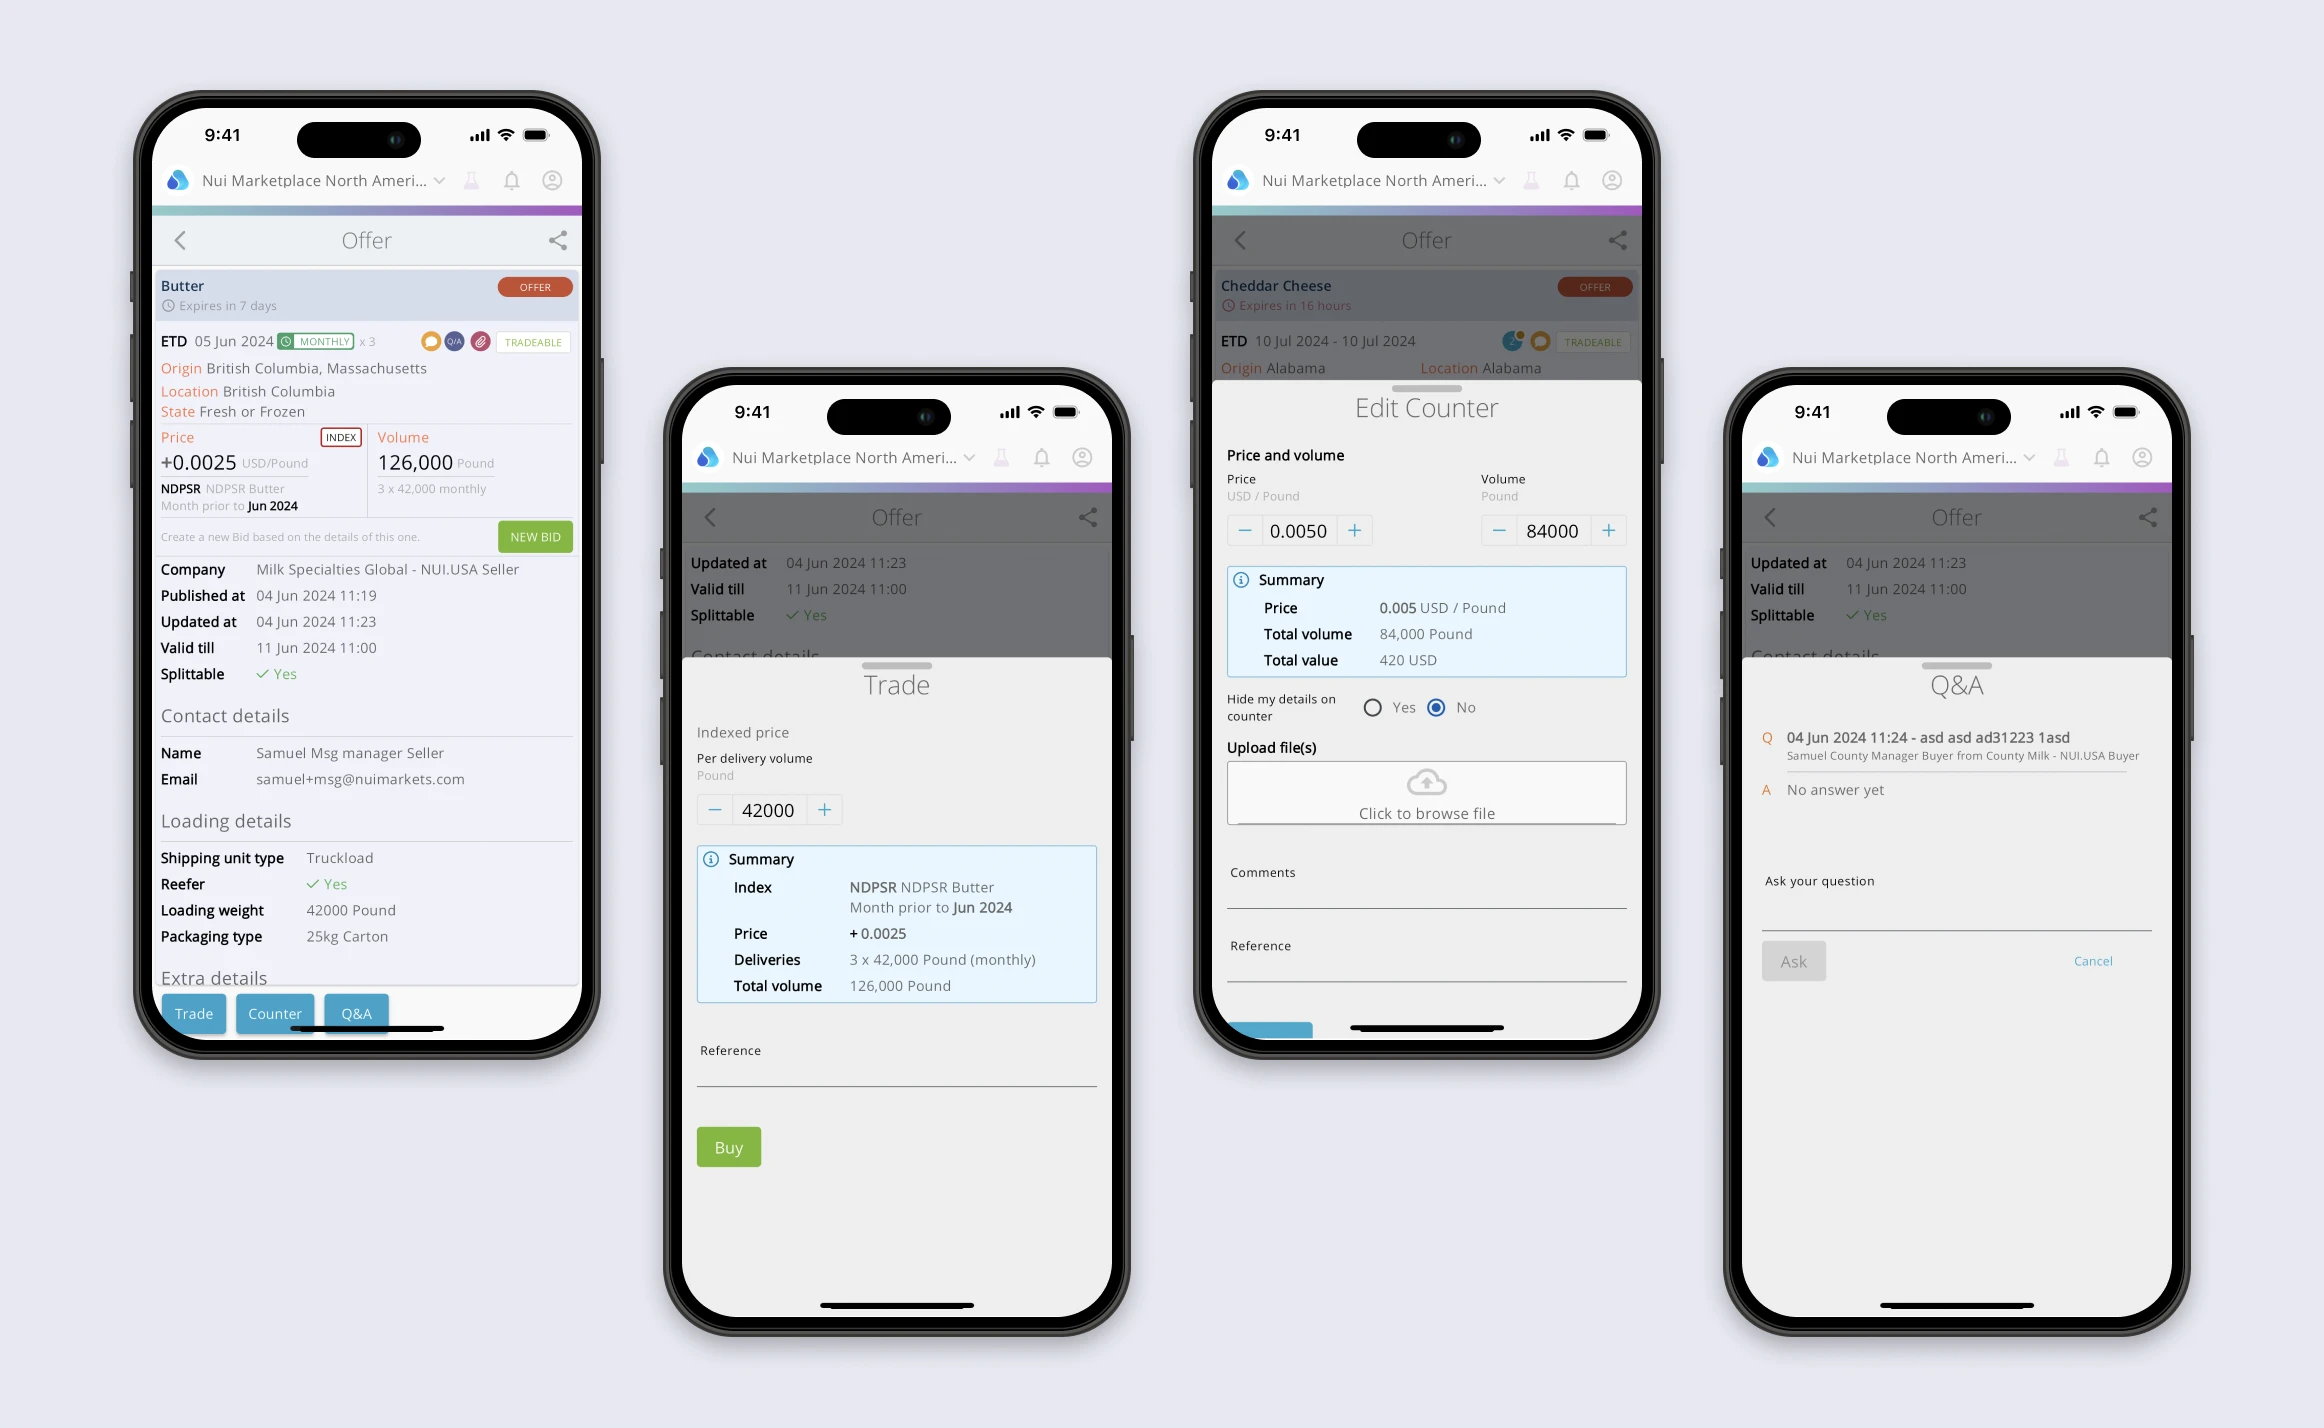 9:41
Nui Marketplace North Ameri...
Offer
Butter
OFFER
Expires in 7 days
ETD 05 Jun 2024 MONTHLY x 3
Q/A
TRADEABLE
Origin British Columbia, Massachusetts
Location British Columbia
State Fresh or Frozen
Price INDEX Volume
+0.0025 USD/Pound 126,000 Pound
NDPSR NDPSR Butter 3 x 42,000 monthly
Month prior to Jun 2024
Create a new Bid based on the details of this one. NEW BID
Company Milk Specialties Global - NUI.USA Seller
Published at 04 Jun 2024 11:19
Updated at 04 Jun 2024 11:23
Valid till 11 Jun 2024 11:00
Splittable Yes
Contact details
Name Samuel Msg manager Seller
Email samuel+msg@nuimarkets.com
Loading details
Shipping unit type Truckload
Reefer Yes
Loading weight 42000 Pound
Packaging type 25kg Carton
Extra details
Trade Counter Q&A
9:41
Nui Marketplace North Ameri...
Offer
Updated at 04 Jun 2024 11:23
Valid till 11 Jun 2024 11:00
Splittable Yes
Contact details
Trade
Indexed price
Per delivery volume
Pound
− 42000 +
Summary
Index NDPSR NDPSR Butter
Month prior to Jun 2024
Price + 0.0025
Deliveries 3 x 42,000 Pound (monthly)
Total volume 126,000 Pound
Reference
Buy
9:41
Nui Marketplace North Ameri...
Offer
Cheddar Cheese
OFFER
Expires in 16 hours
ETD 10 Jul 2024 - 10 Jul 2024
2
TRADEABLE
Origin Alabama Location Alabama
Edit Counter
Price and volume
Price Volume
USD / Pound Pound
− 0.0050 + − 84000 +
Summary
Price 0.005 USD / Pound
Total volume 84,000 Pound
Total value 420 USD
Hide my details on
counter
Yes No
Upload file(s)
Click to browse file
Comments
Reference
9:41
Nui Marketplace North Ameri...
Offer
Updated at 04 Jun 2024 11:23
Valid till 11 Jun 2024 11:00
Splittable Yes
Contact details
Q&A
Q 04 Jun 2024 11:24 - asd asd ad31223 1asd
Samuel County Manager Buyer from County Milk - NUI.USA Buyer
A No answer yet
Ask your question
Ask Cancel